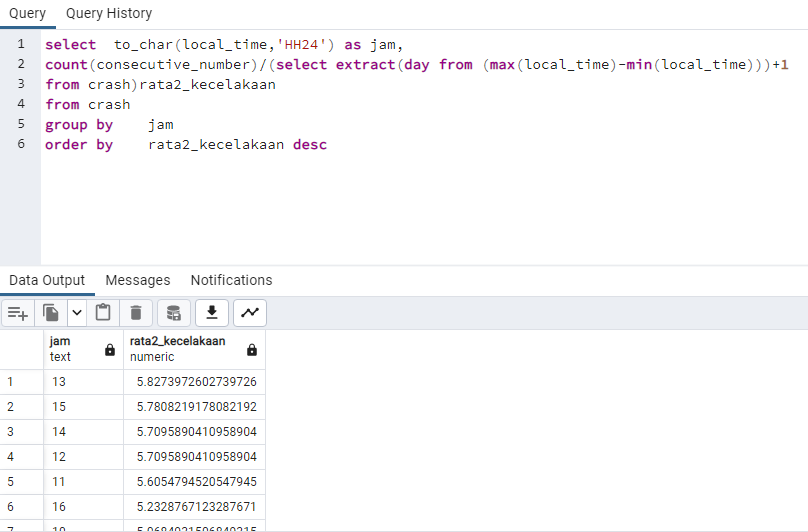 Query Query History
1 select to_char(local_time,'HH24') as jam,
2 count(consecutive_number)/(select extract(day from (max(local_time)-min(local_time)))+1
3 from crash)rata2_kecelakaan
4 from crash
5 group by jam
6 order by rata2_kecelakaan desc
Data Output Messages Notifications
jam rata2_kecelakaan
text numeric
1 13 5.8273972602739726
2 15 5.7808219178082192
3 14 5.7095890410958904
4 12 5.7095890410958904
5 11 5.6054794520547945
6 16 5.2328767123287671